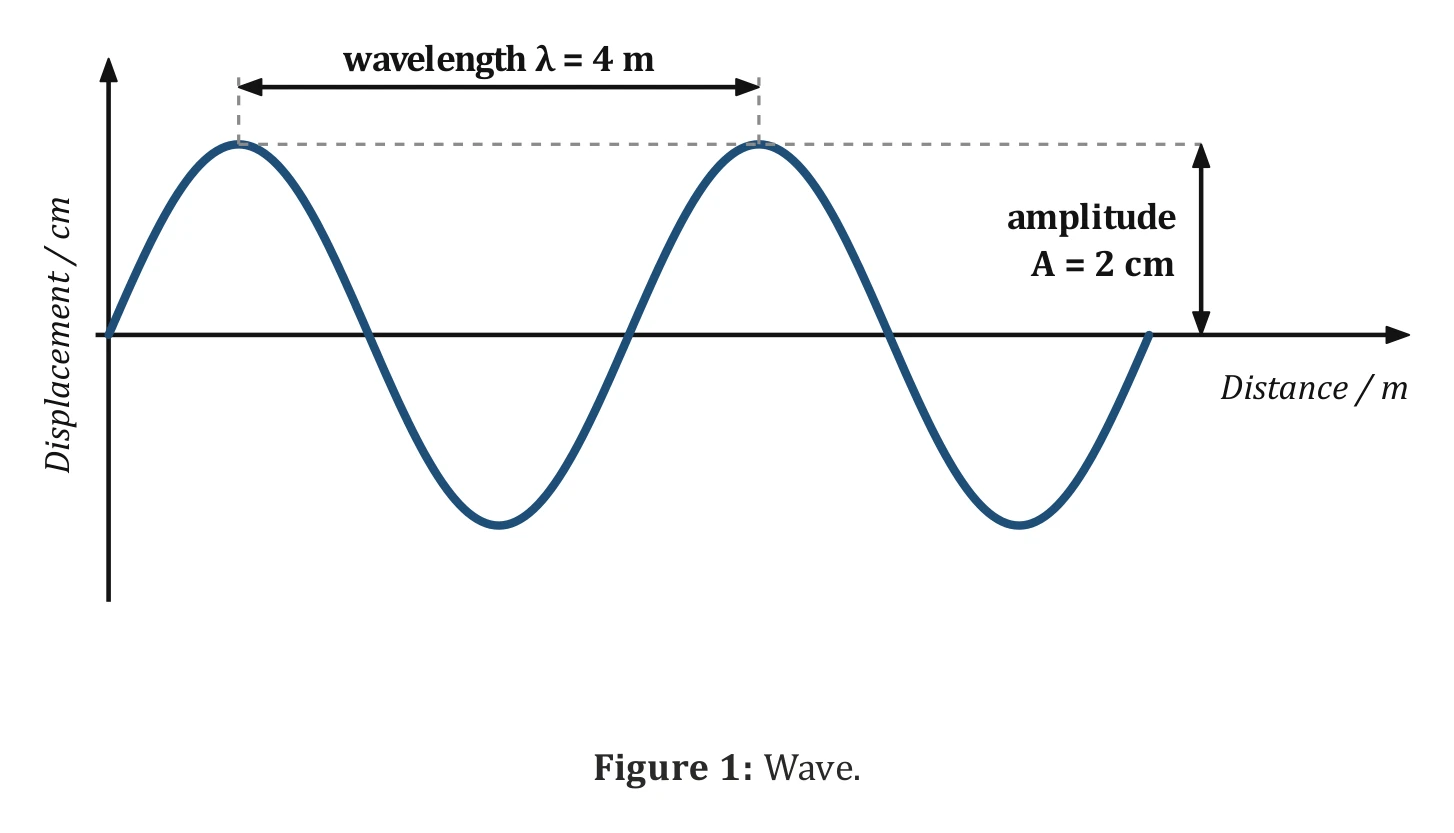 wavelength λ = 4 m
amplitude
A = 2 cm
Displacement / cm
Distance / m
Figure 1: Wave.